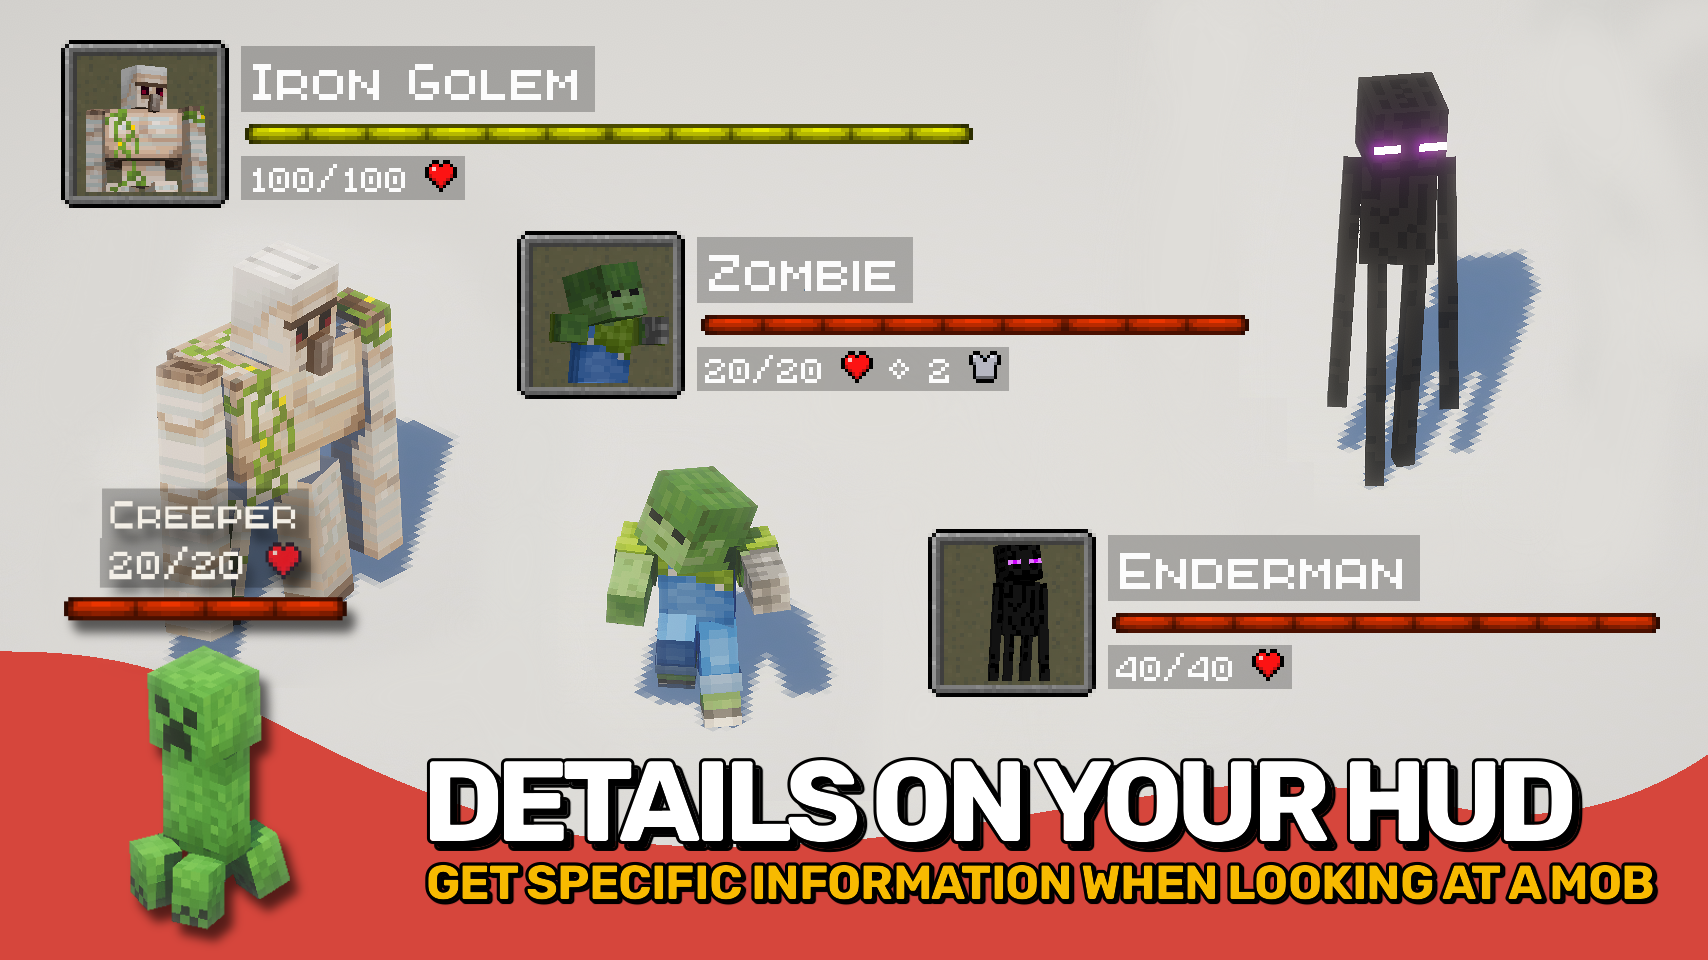 IRON GOLEM
100/100
ZOMBIE
20/20 ⟡ 2
CREEPER
20/20
ENDERMAN
40/40
DETAILS ON YOUR HUD
GET SPECIFIC INFORMATION WHEN LOOKING AT A MOB